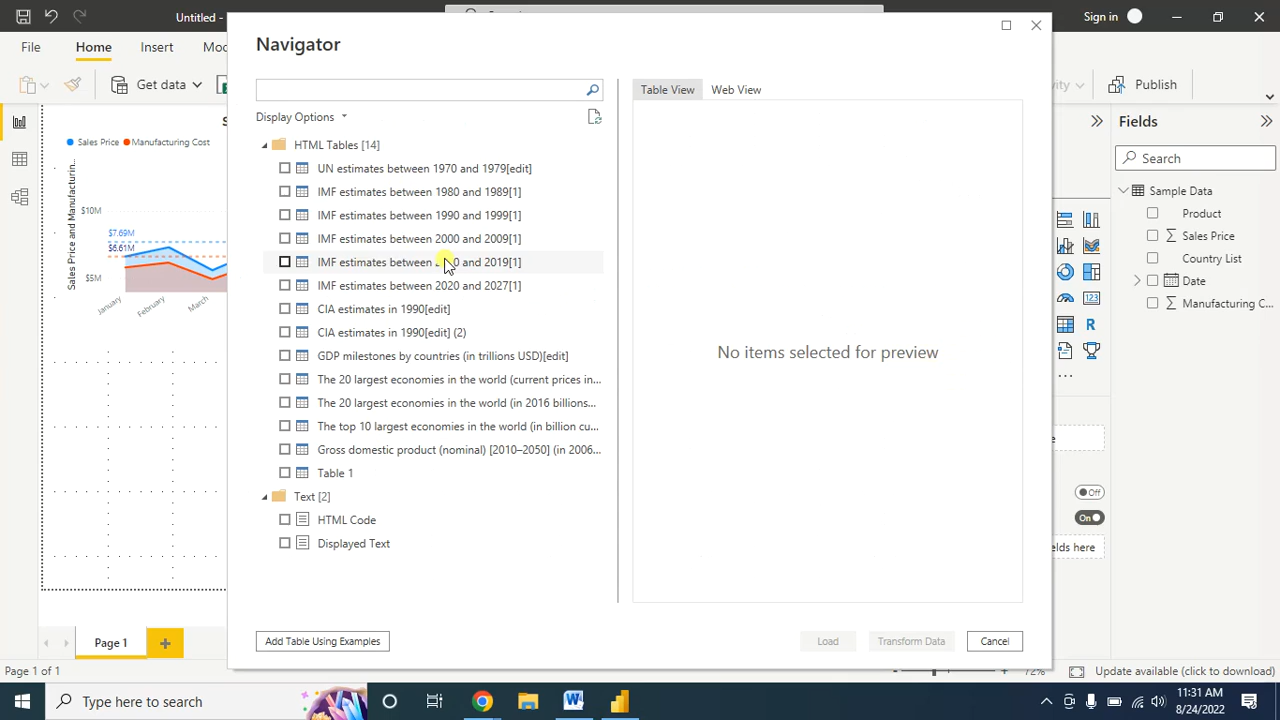 Untitled -
Sign in
File
Home
Insert
Get data
Publish
Navigator
Display Options
HTML Tables [14]
UN estimates between 1970 and 1979[edit]
IMF estimates between 1980 and 1989[1]
IMF estimates between 1990 and 1999[1]
IMF estimates between 2000 and 2009[1]
IMF estimates between and 2019[1]
IMF estimates between 2020 and 2027[1]
CIA estimates in 1990[edit]
CIA estimates in 1990[edit] (2)
GDP milestones by countries (in trillions USD)[edit]
The 20 largest economies in the world (current prices in...
The 20 largest economies in the world (in 2016 billions...
The top 10 largest economies in the world (in billion cu...
Gross domestic product (nominal) [2010–2050] (in 2006...
Table 1
Text [2]
HTML Code
Displayed Text
Add Table Using Examples
Table View Web View
No items selected for preview
Load Transform Data Cancel
Sales Price Manufacturing Cost
Sales Price and Manufacturin...
$10M
$7.69M
$6.61M
$5M
January February March
Fields
Search
Sample Data
Product
Sales Price
Country List
Date
Manufacturing C...
R
Off
On
elds here
Page 1
Page 1 of 1
72%
Update available (click to download)
Type here to search
11:31 AM
8/24/2022